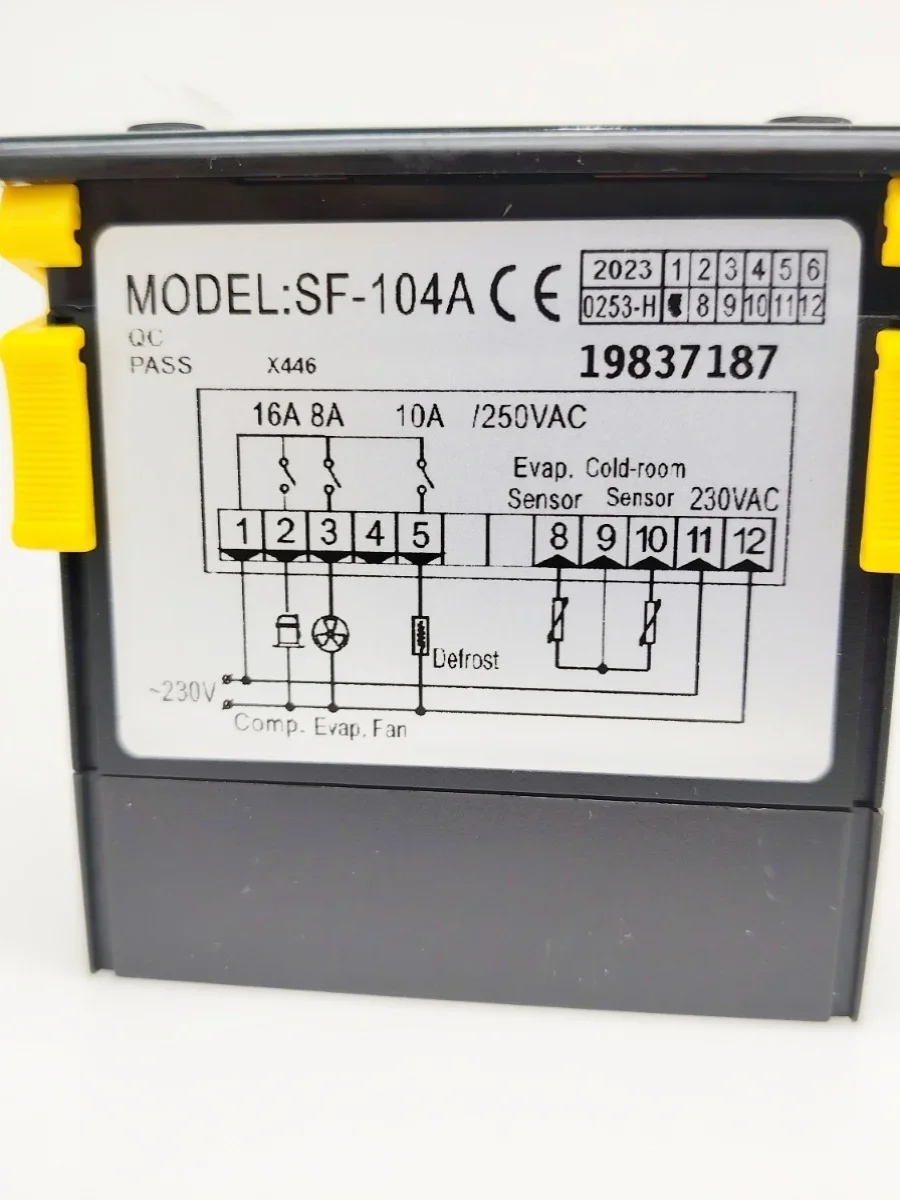 MODEL:SF-104A CE
2023 1 2 3 4 5 6
0253-H 8 9 10 11 12
QC
PASS X446
19837187
16A 8A 10A /250VAC
Evap. Cold-room
Sensor Sensor 230VAC
1 2 3 4 5 8 9 10 11 12
Defrost
~230V
Comp. Evap. Fan